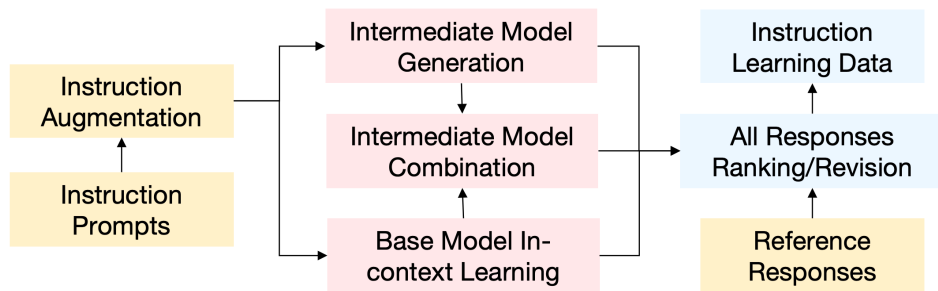 Instruction
Augmentation
Instruction
Prompts
Intermediate Model
Generation
Intermediate Model
Combination
Base Model In-
context Learning
Instruction
Learning Data
All Responses
Ranking/Revision
Reference
Responses